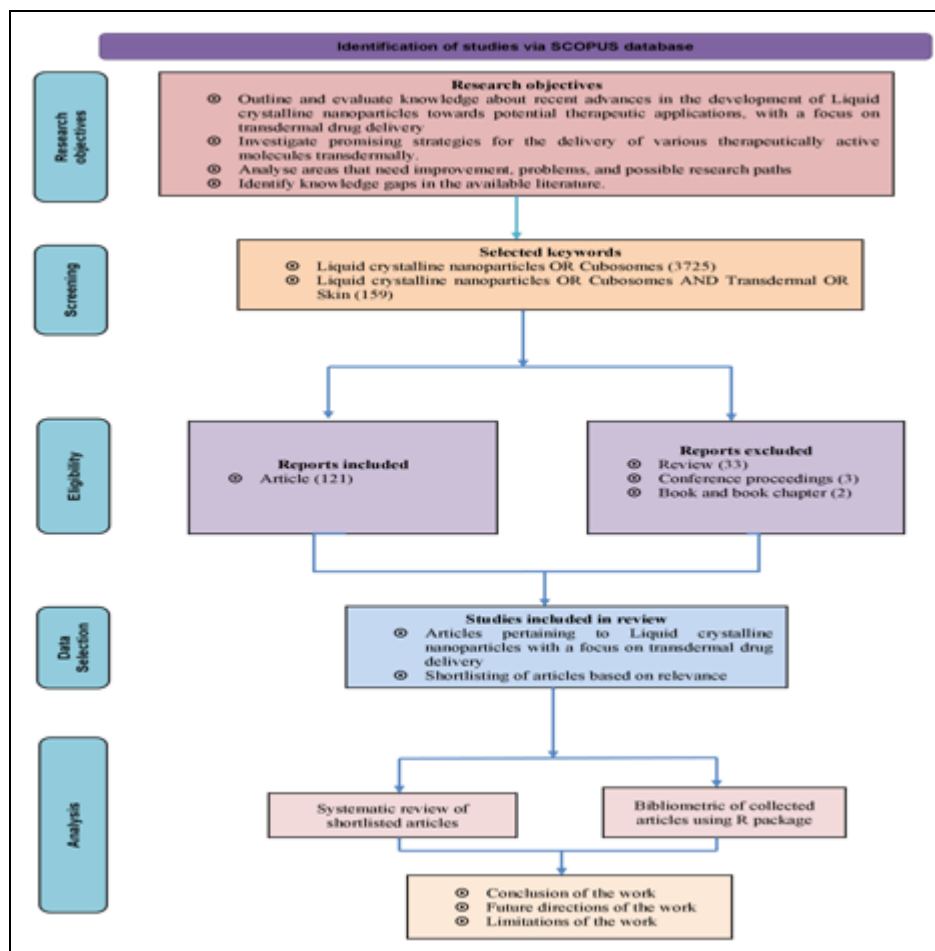 Identification of studies via SCOPUS database
Research
objectives
Research objectives
Outline and evaluate knowledge about recent advances in the development of Liquid
crystalline nanoparticles towards potential therapeutic applications, with a focus on
transdermal drug delivery
Investigate promising strategies for the delivery of various therapeutically active
molecules transdermally.
Analyse areas that need improvement, problems, and possible research paths
Identify knowledge gaps in the available literature.
Screening
Selected keywords
Liquid crystalline nanoparticles OR Cubosomes (3725)
Liquid crystalline nanoparticles OR Cubosomes AND Transdermal OR
Skin (159)
Eligibility
Reports included
Article (121)
Reports excluded
Review (33)
Conference proceedings (3)
Book and book chapter (2)
Data
Selection
Studies included in review
Articles pertaining to Liquid crystalline
nanoparticles with a focus on transdermal drug
delivery
Shortlisting of articles based on relevance
Analysis
Systematic review of
shortlisted articles
Bibliometric of collected
articles using R package
Conclusion of the work
Future directions of the work
Limitations of the work